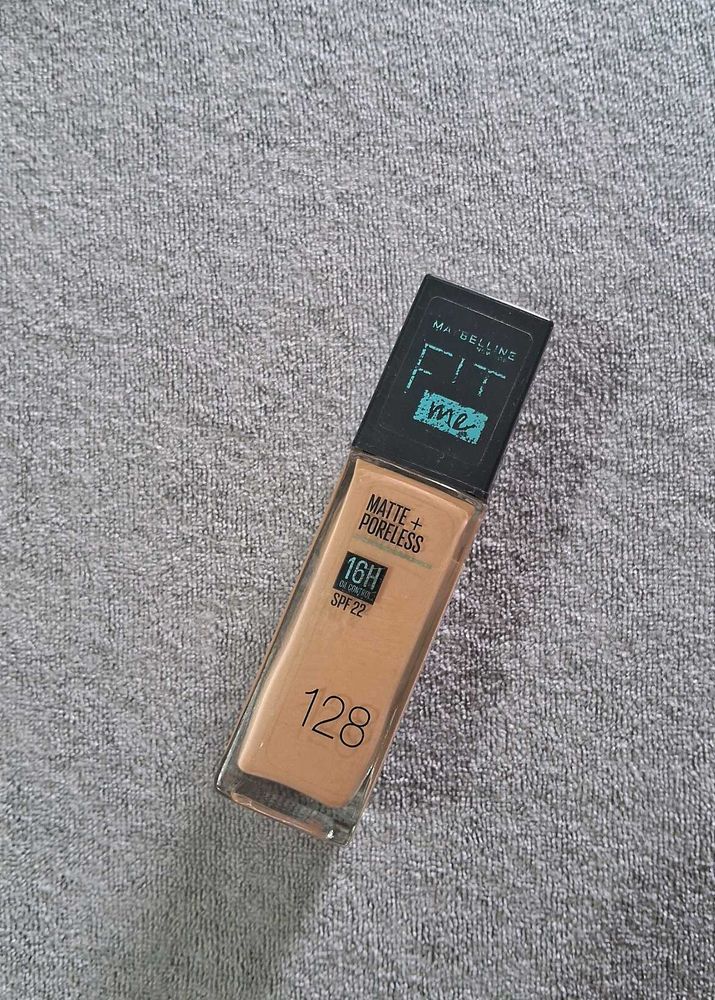 MAYBELLINE
NEW YORK
FIT
me
MATTE +
PORELESS
16H
OIL CONTROL
SPF 22
128